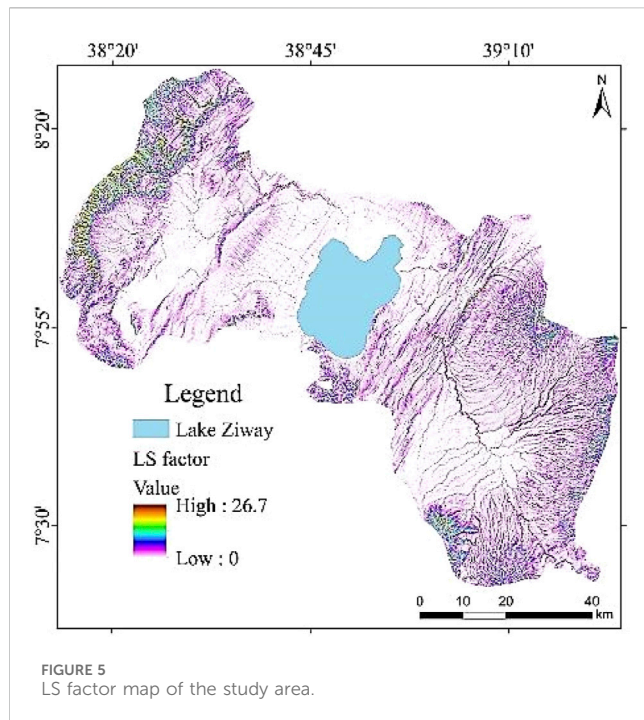 38°20' 38°45' 39°10'
N
8°20'
7°55'
7°30'
Legend
Lake Ziway
LS factor
Value
High : 26.7
Low : 0
0 10 20 40
km
FIGURE 5
LS factor map of the study area.